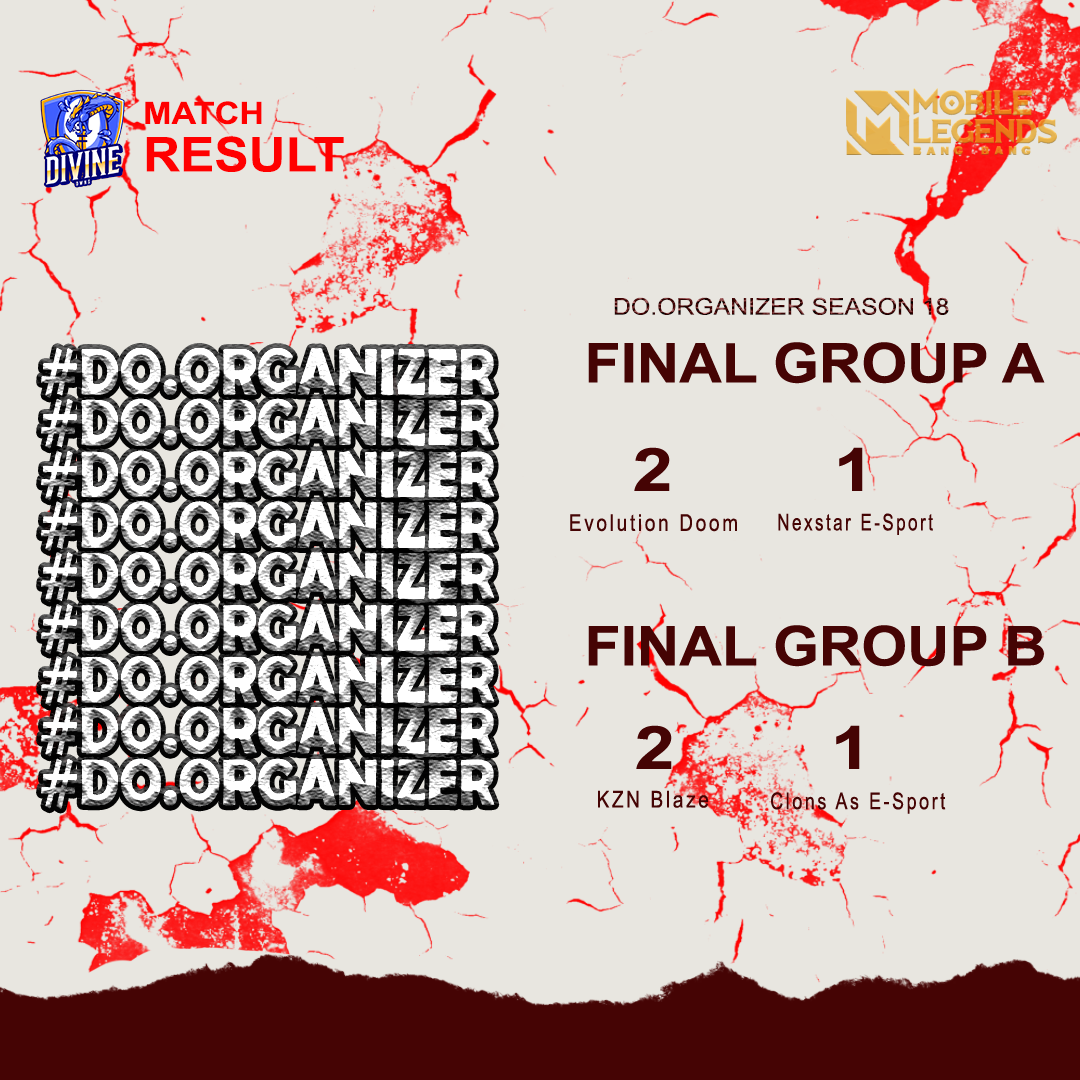 DIVINE
MATCH
RESULT
MOBILE
LEGENDS
BANG BANG
#DO.ORGANIZER
#DO.ORGANIZER
#DO.ORGANIZER
#DO.ORGANIZER
#DO.ORGANIZER
#DO.ORGANIZER
#DO.ORGANIZER
#DO.ORGANIZER
#DO.ORGANIZER
DO.ORGANIZER SEASON 18
FINAL GROUP A
2 1
Evolution Doom Nexstar E-Sport
FINAL GROUP B
2 1
KZN Blaze Clons As E-Sport